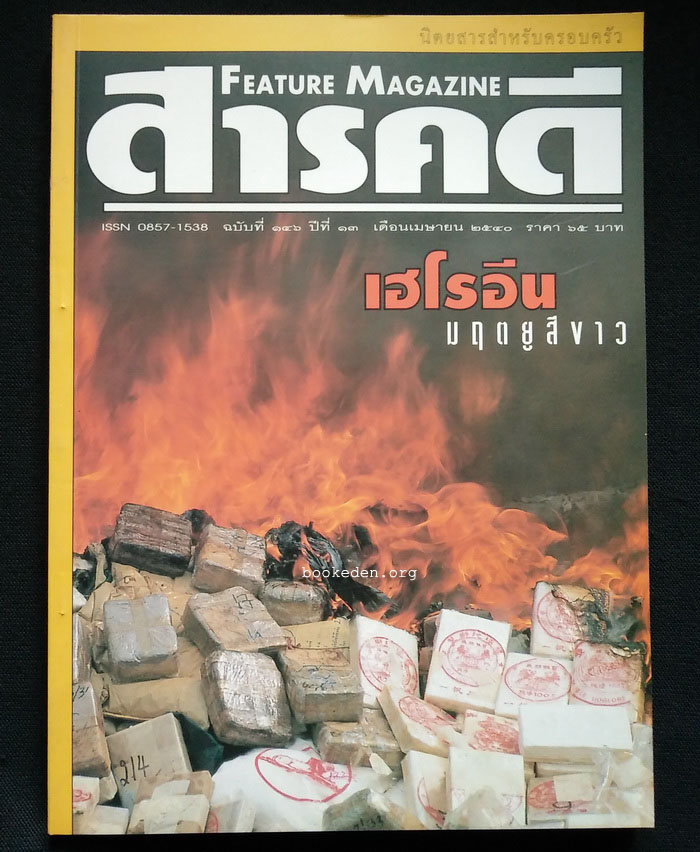 นิตยสารสำหรับครอบครัว
FEATURE MAGAZINE
สารคดี
ISSN 0857-1538 ฉบับที่ ๑๔๖ ปีที่ ๑๓ เดือนเมษายน ๒๕๔๐ ราคา ๖๕ บาท
เฮโรอีน
มฤตยูสีขาว
bookeden.org
214